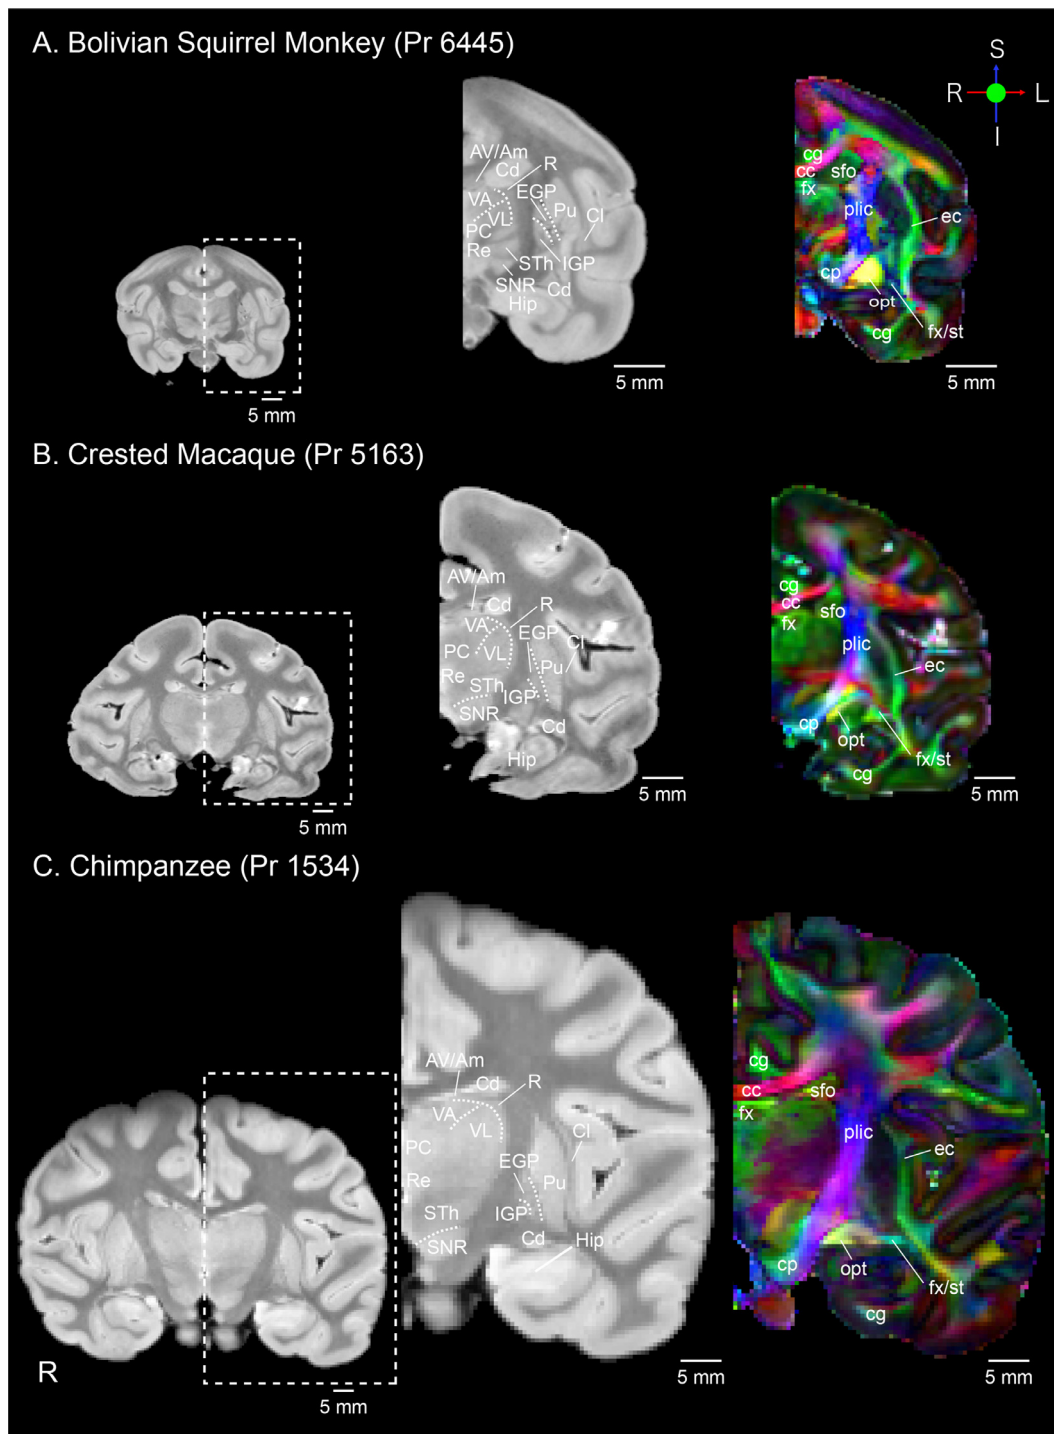 A. Bolivian Squirrel Monkey (Pr 6445)
S
R L
I
AV/Am
Cd
R
EGP
VA
VL
Pu
Cl
PC
Re
STh
IGP
SNR
Cd
Hip
cg
cc
sfo
fx
plic
ec
cp
opt
fx/st
cg
5 mm
5 mm
5 mm
B. Crested Macaque (Pr 5163)
AV/Am
Cd
R
VA
EGP
Cl
PC
VL
Pu
Re
STh
IGP
SNR
Cd
Hip
cg
cc
sfo
fx
plic
ec
cp
opt
fx/st
cg
5 mm
5 mm
5 mm
C. Chimpanzee (Pr 1534)
AV/Am
Cd
R
VA
VL
Cl
PC
EGP
Re
Pu
IGP
STh
Cd
Hip
SNR
cg
cc
sfo
fx
plic
ec
cp
opt
fx/st
cg
R
5 mm
5 mm
5 mm